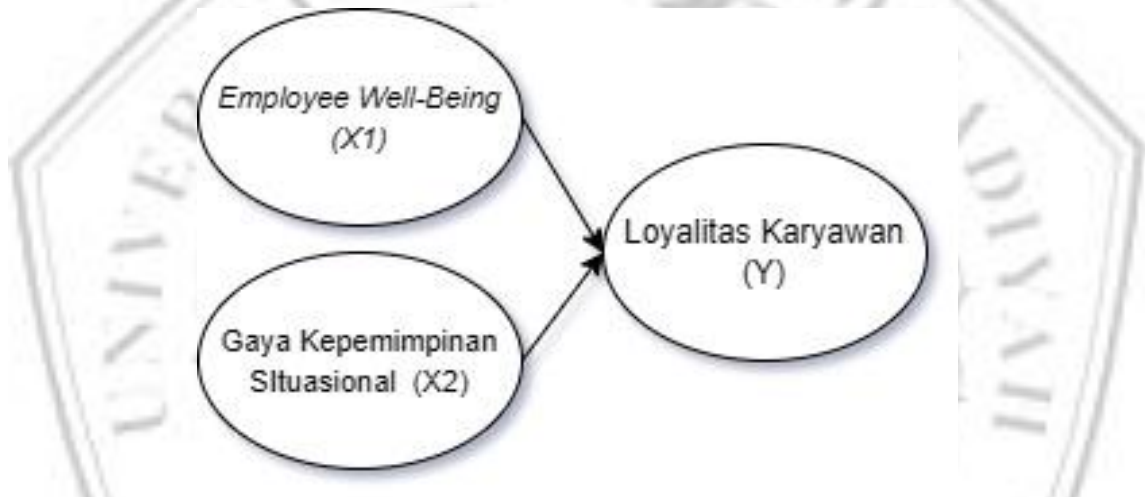 Employee Well-Being
(X1)
Loyalitas Karyawan
(Y)
Gaya Kepemimpinan
SItuasional (X2)